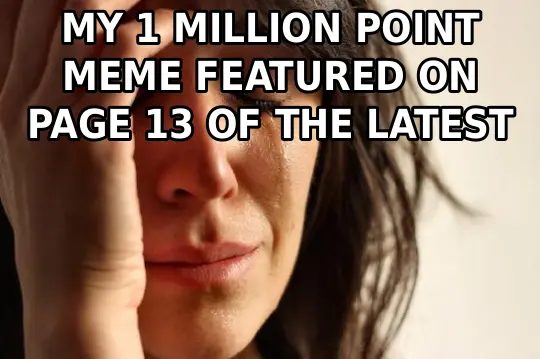 MY 1 MILLION POINT
MEME FEATURED ON
PAGE 13 OF THE LATEST